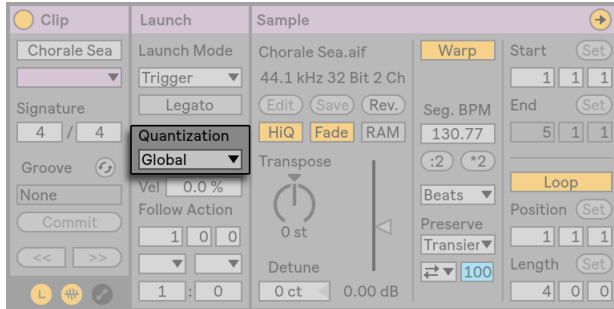 Clip
Chorale Sea
Signature
4 / 4
Groove
None
Commit
<< >>
L
Launch
Launch Mode
Trigger
Legato
Quantization
Global
Vel 0.0 %
Follow Action
1 0 0
1 : 0
Sample
Chorale Sea.aif
44.1 kHz 32 Bit 2 Ch
Edit Save Rev.
HiQ Fade RAM
Transpose
0 st
Detune
0 ct 0.00 dB
Warp
Seg. BPM
130.77
:2 *2
Beats
Preserve
Transier
100
Start Set
1 1 1
End Set
5 1 1
Loop
Position Set
1 1 1
Length Set
4 0 0